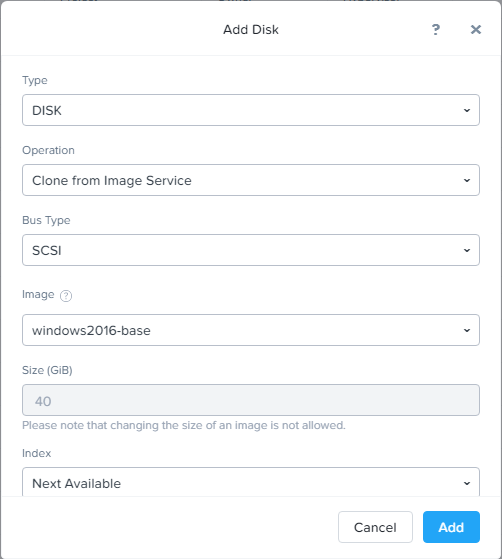 Add Disk
?
Type
DISK
Operation
Clone from Image Service
Bus Type
SCSI
Image ?
windows2016-base
Size (GiB)
40
Please note that changing the size of an image is not allowed.
Index
Next Available
Cancel Add